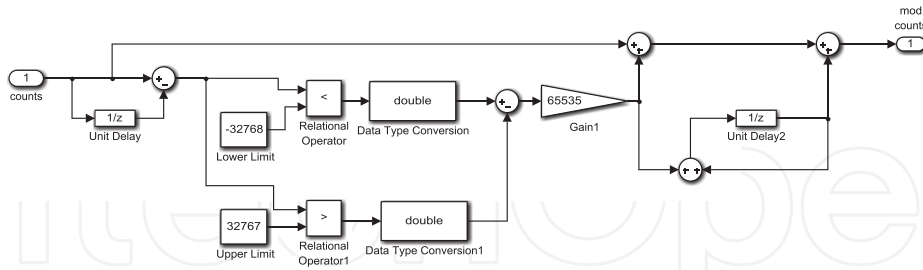 mod
counts
1
1
counts
+
-
1/z
Unit Delay
-32768
Lower Limit
<
Relational
Operator
double
Data Type Conversion
+
-
65535
Gain1
+
+
+
+
1/z
Unit Delay2
+ +
32767
Upper Limit
>
Relational
Operator1
double
Data Type Conversion1